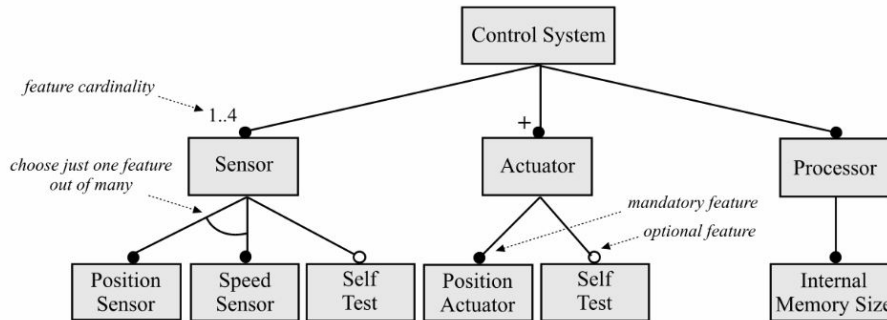 Control System
feature cardinality
1..4
+
Sensor
Actuator
Processor
choose just one feature
out of many
mandatory feature
optional feature
Position
Sensor
Speed
Sensor
Self
Test
Position
Actuator
Self
Test
Internal
Memory Size